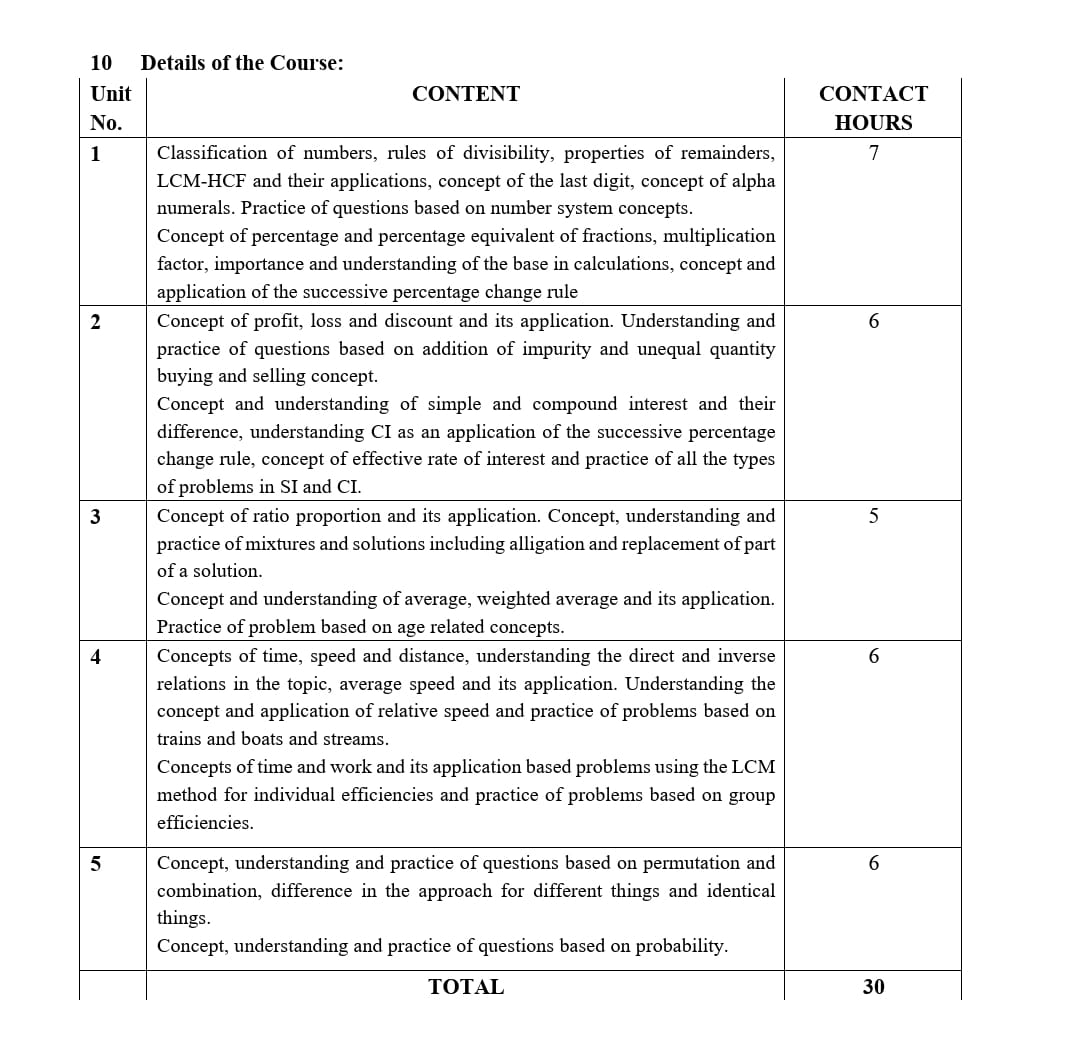 10 Details of the Course:
Unit No. CONTENT CONTACT HOURS
1 Classification of numbers, rules of divisibility, properties of remainders, 7
LCM-HCF and their applications, concept of the last digit, concept of alpha
numerals. Practice of questions based on number system concepts.
Concept of percentage and percentage equivalent of fractions, multiplication
factor, importance and understanding of the base in calculations, concept and
application of the successive percentage change rule
2 Concept of profit, loss and discount and its application. Understanding and 6
practice of questions based on addition of impurity and unequal quantity
buying and selling concept.
Concept and understanding of simple and compound interest and their
difference, understanding CI as an application of the successive percentage
change rule, concept of effective rate of interest and practice of all the types
of problems in SI and CI.
3 Concept of ratio proportion and its application. Concept, understanding and 5
practice of mixtures and solutions including alligation and replacement of part
of a solution.
Concept and understanding of average, weighted average and its application.
Practice of problem based on age related concepts.
4 Concepts of time, speed and distance, understanding the direct and inverse 6
relations in the topic, average speed and its application. Understanding the
concept and application of relative speed and practice of problems based on
trains and boats and streams.
Concepts of time and work and its application based problems using the LCM
method for individual efficiencies and practice of problems based on group
efficiencies.
5 Concept, understanding and practice of questions based on permutation and 6
combination, difference in the approach for different things and identical
things.
Concept, understanding and practice of questions based on probability.
TOTAL 30